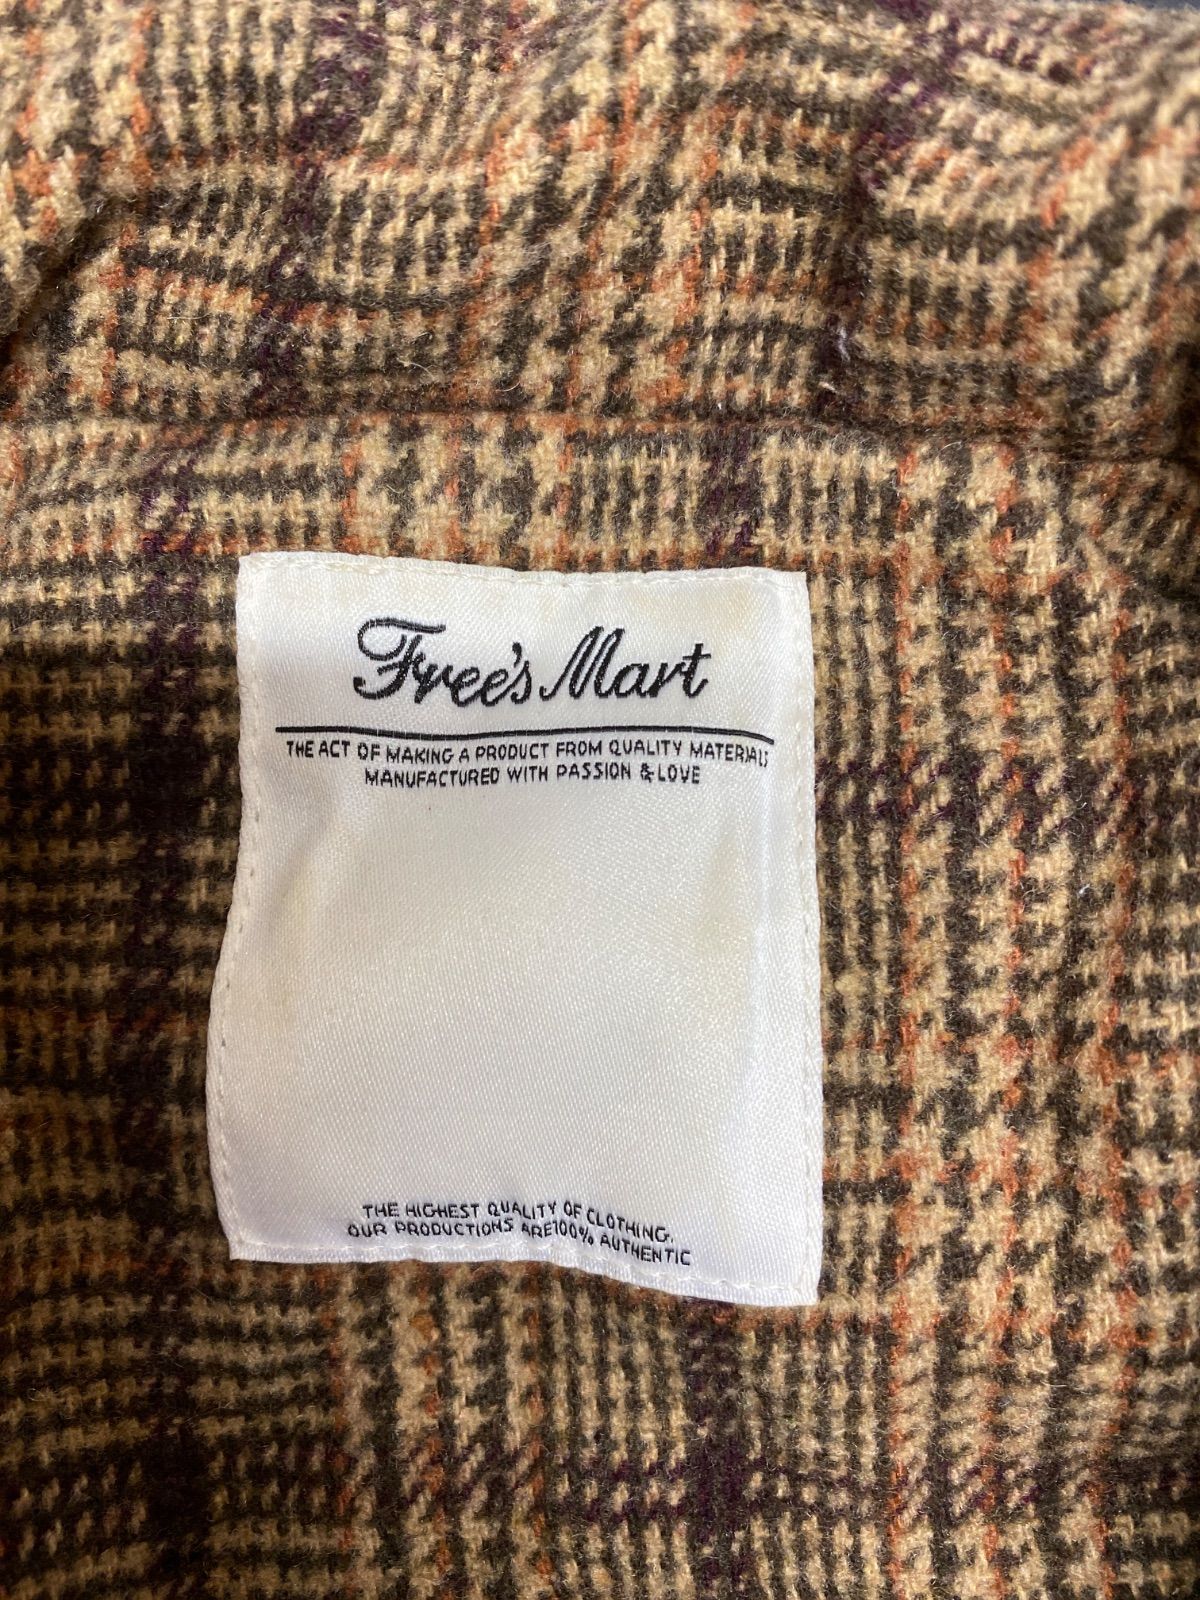 Free's Mart
THE ACT OF MAKING A PRODUCT FROM QUALITY MATERIALS
MANUFACTURED WITH PASSION & LOVE
THE HIGHEST QUALITY OF CLOTHING.
OUR PRODUCTIONS ARE100% AUTHENTIC